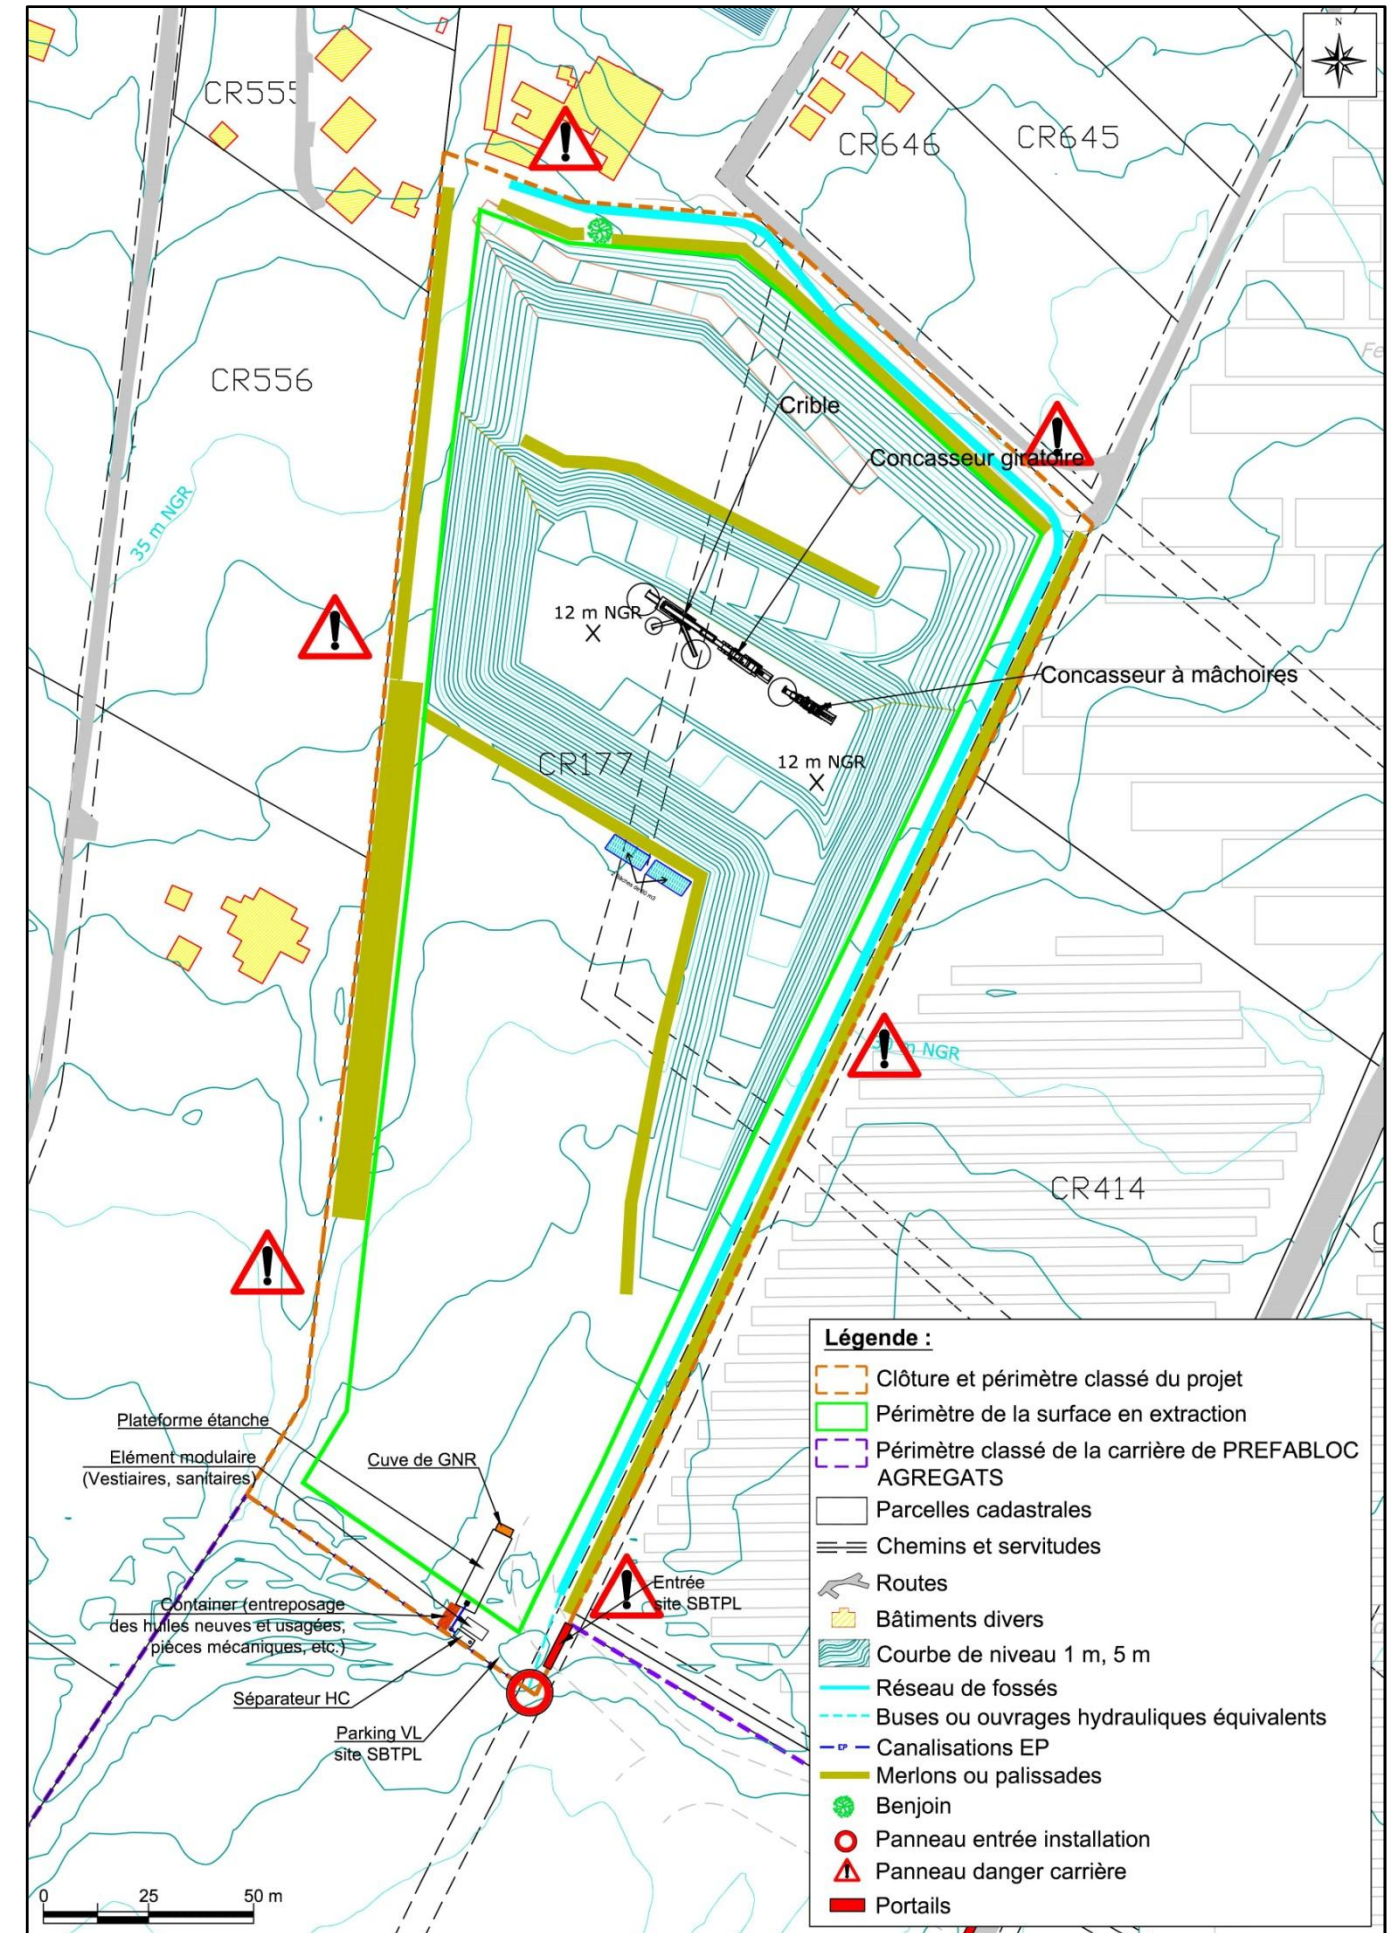 N
CR555
CR646
CR645
Fe
CR556
Crible
Concasseur giratoire
35 m NGR
12 m NGR
Concasseur à mâchoires
CR177
12 m NGR
m NGR
CR414
Plateforme étanche
Elément modulaire
(Vestiaires, sanitaires)
Cuve de GNR
Container (entreposage
des huiles neuves et usagées,
pièces mécaniques, etc.)
Séparateur HC
Parking VL
site SBTPL
Entrée
site SBTPL
0 25 50 m
Légende :
Clôture et périmètre classé du projet
Périmètre de la surface en extraction
Périmètre classé de la carrière de PREFABLOC
AGREGATS
Parcelles cadastrales
Chemins et servitudes
Routes
Bâtiments divers
Courbe de niveau 1 m, 5 m
Réseau de fossés
Buses ou ouvrages hydrauliques équivalents
EP Canalisations EP
Merlons ou palissades
Benjoin
Panneau entrée installation
Panneau danger carrière
Portails